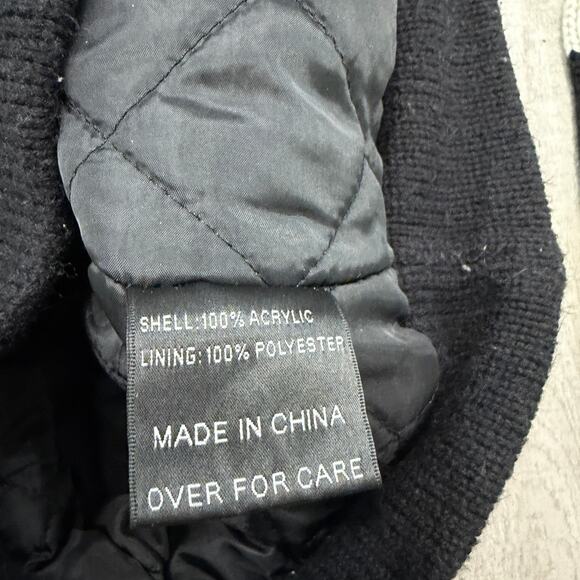 SHELL:100% ACRYLIC
LINING:100% POLYESTER
MADE IN CHINA
OVER FOR CARE